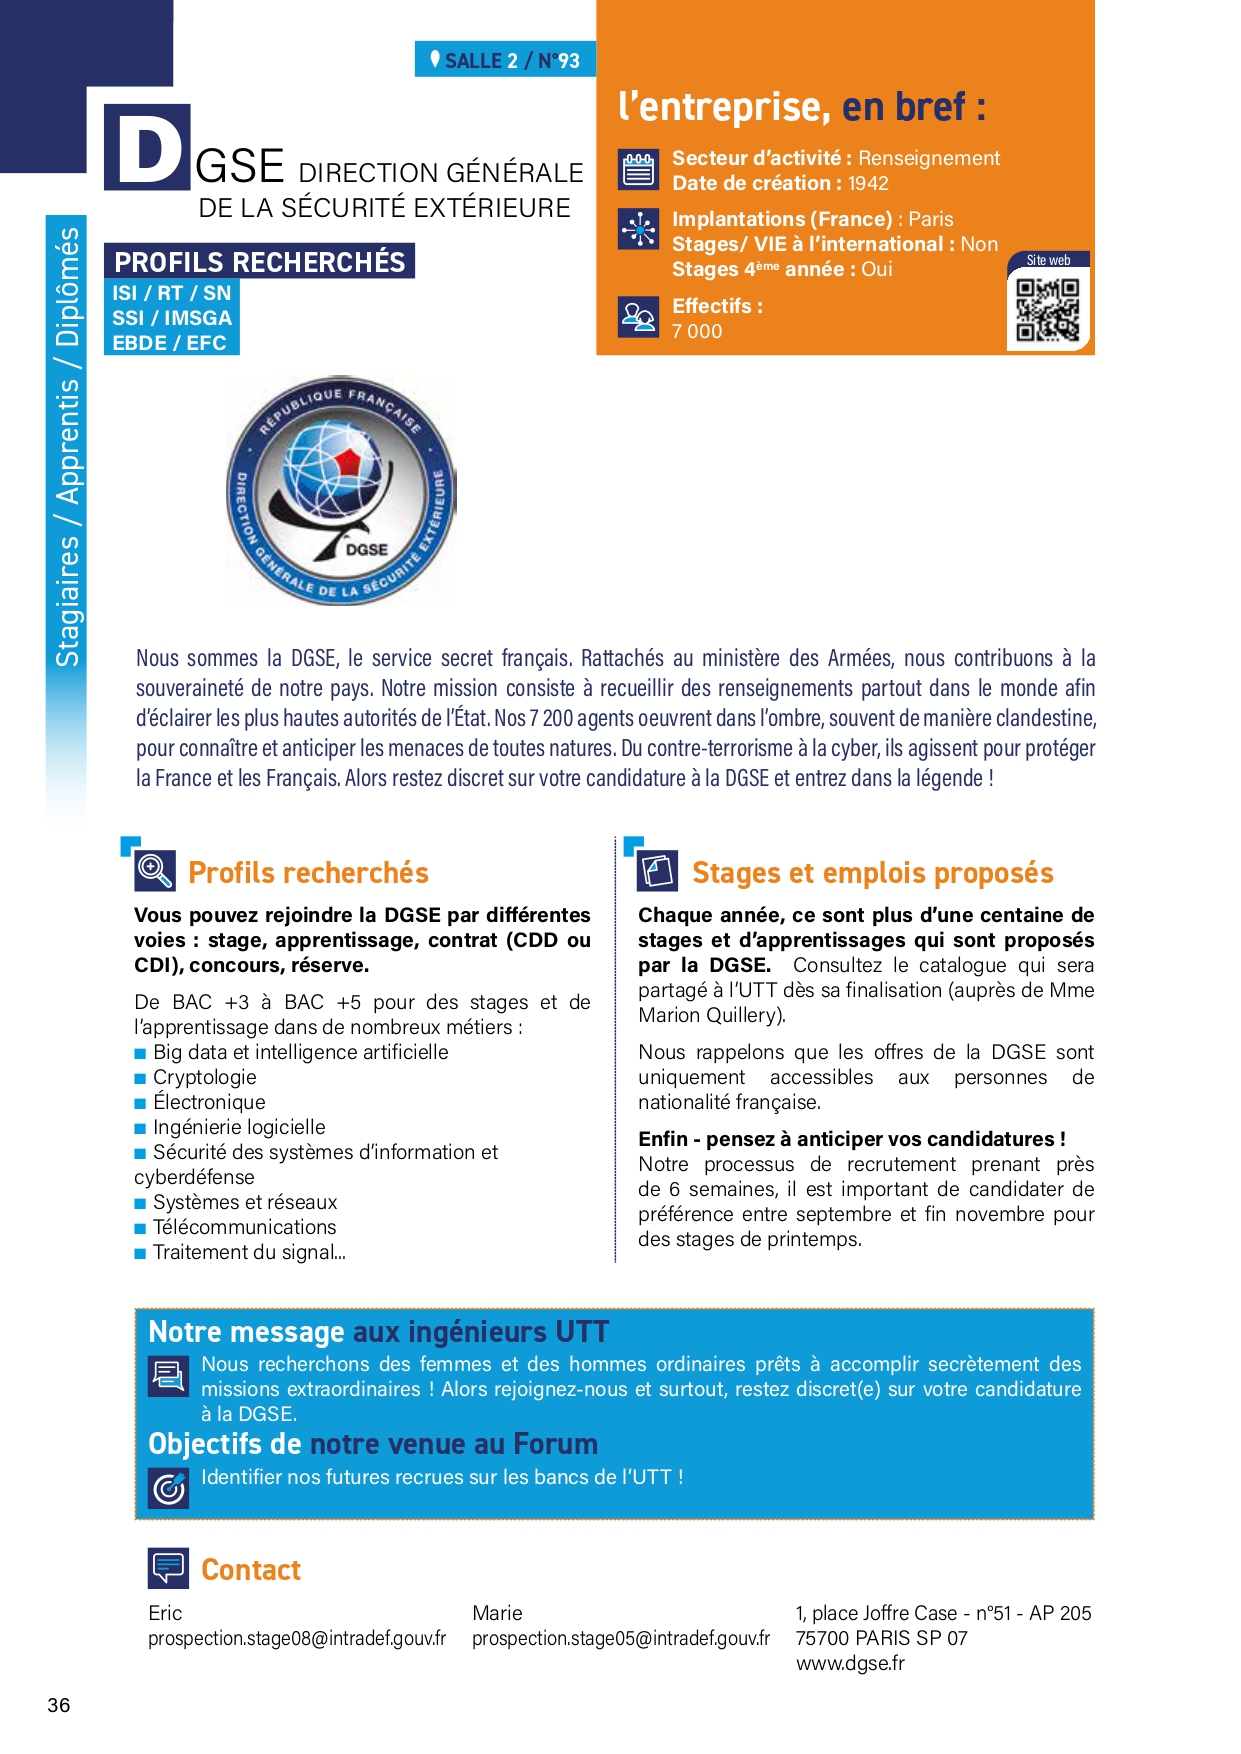 SALLE 2 / N°93
DGSE DIRECTION GÉNÉRALE
DE LA SÉCURITÉ EXTÉRIEURE
PROFILS RECHERCHÉS
ISI / RT / SN
SSI / IMSGA
EBDE / EFC
l’entreprise, en bref :
Secteur d’activité : Renseignement
Date de création : 1942
Implantations (France) : Paris
Stages/ VIE à l’international : Non
Stages 4ème année : Oui
Effectifs :
7 000
Site web
Stagiaires / Apprentis / Diplômés
RÉPUBLIQUE FRANÇAISE
DGSE
DIRECTION GÉNÉRALE DE LA SÉCURITÉ EXTÉRIEURE
Nous sommes la DGSE, le service secret français. Rattachés au ministère des Armées, nous contribuons à la
souveraineté de notre pays. Notre mission consiste à recueillir des renseignements partout dans le monde afin
d’éclairer les plus hautes autorités de l’État. Nos 7 200 agents oeuvrent dans l’ombre, souvent de manière clandestine,
pour connaître et anticiper les menaces de toutes natures. Du contre-terrorisme à la cyber, ils agissent pour protéger
la France et les Français. Alors restez discret sur votre candidature à la DGSE et entrez dans la légende !
Profils recherchés
Vous pouvez rejoindre la DGSE par différentes
voies : stage, apprentissage, contrat (CDD ou
CDI), concours, réserve.
De BAC +3 à BAC +5 pour des stages et de
l’apprentissage dans de nombreux métiers :
■ Big data et intelligence artificielle
■ Cryptologie
■ Électronique
■ Ingénierie logicielle
■ Sécurité des systèmes d’information et
cyberdéfense
■ Systèmes et réseaux
■ Télécommunications
■ Traitement du signal...
Stages et emplois proposés
Chaque année, ce sont plus d’une centaine de
stages et d’apprentissages qui sont proposés
par la DGSE. Consultez le catalogue qui sera
partagé à l’UTT dès sa finalisation (auprès de Mme
Marion Quillery).
Nous rappelons que les offres de la DGSE sont
uniquement accessibles aux personnes de
nationalité française.
Enfin - pensez à anticiper vos candidatures !
Notre processus de recrutement prenant près
de 6 semaines, il est important de candidater de
préférence entre septembre et fin novembre pour
des stages de printemps.
Notre message aux ingénieurs UTT
Nous recherchons des femmes et des hommes ordinaires prêts à accomplir secrètement des
missions extraordinaires ! Alors rejoignez-nous et surtout, restez discret(e) sur votre candidature
à la DGSE.
Objectifs de notre venue au Forum
Identifier nos futures recrues sur les bancs de l’UTT !
Contact
Eric
prospection.stage08@intradef.gouv.fr
Marie
prospection.stage05@intradef.gouv.fr
1, place Joffre Case - n°51 - AP 205
75700 PARIS SP 07
www.dgse.fr
36